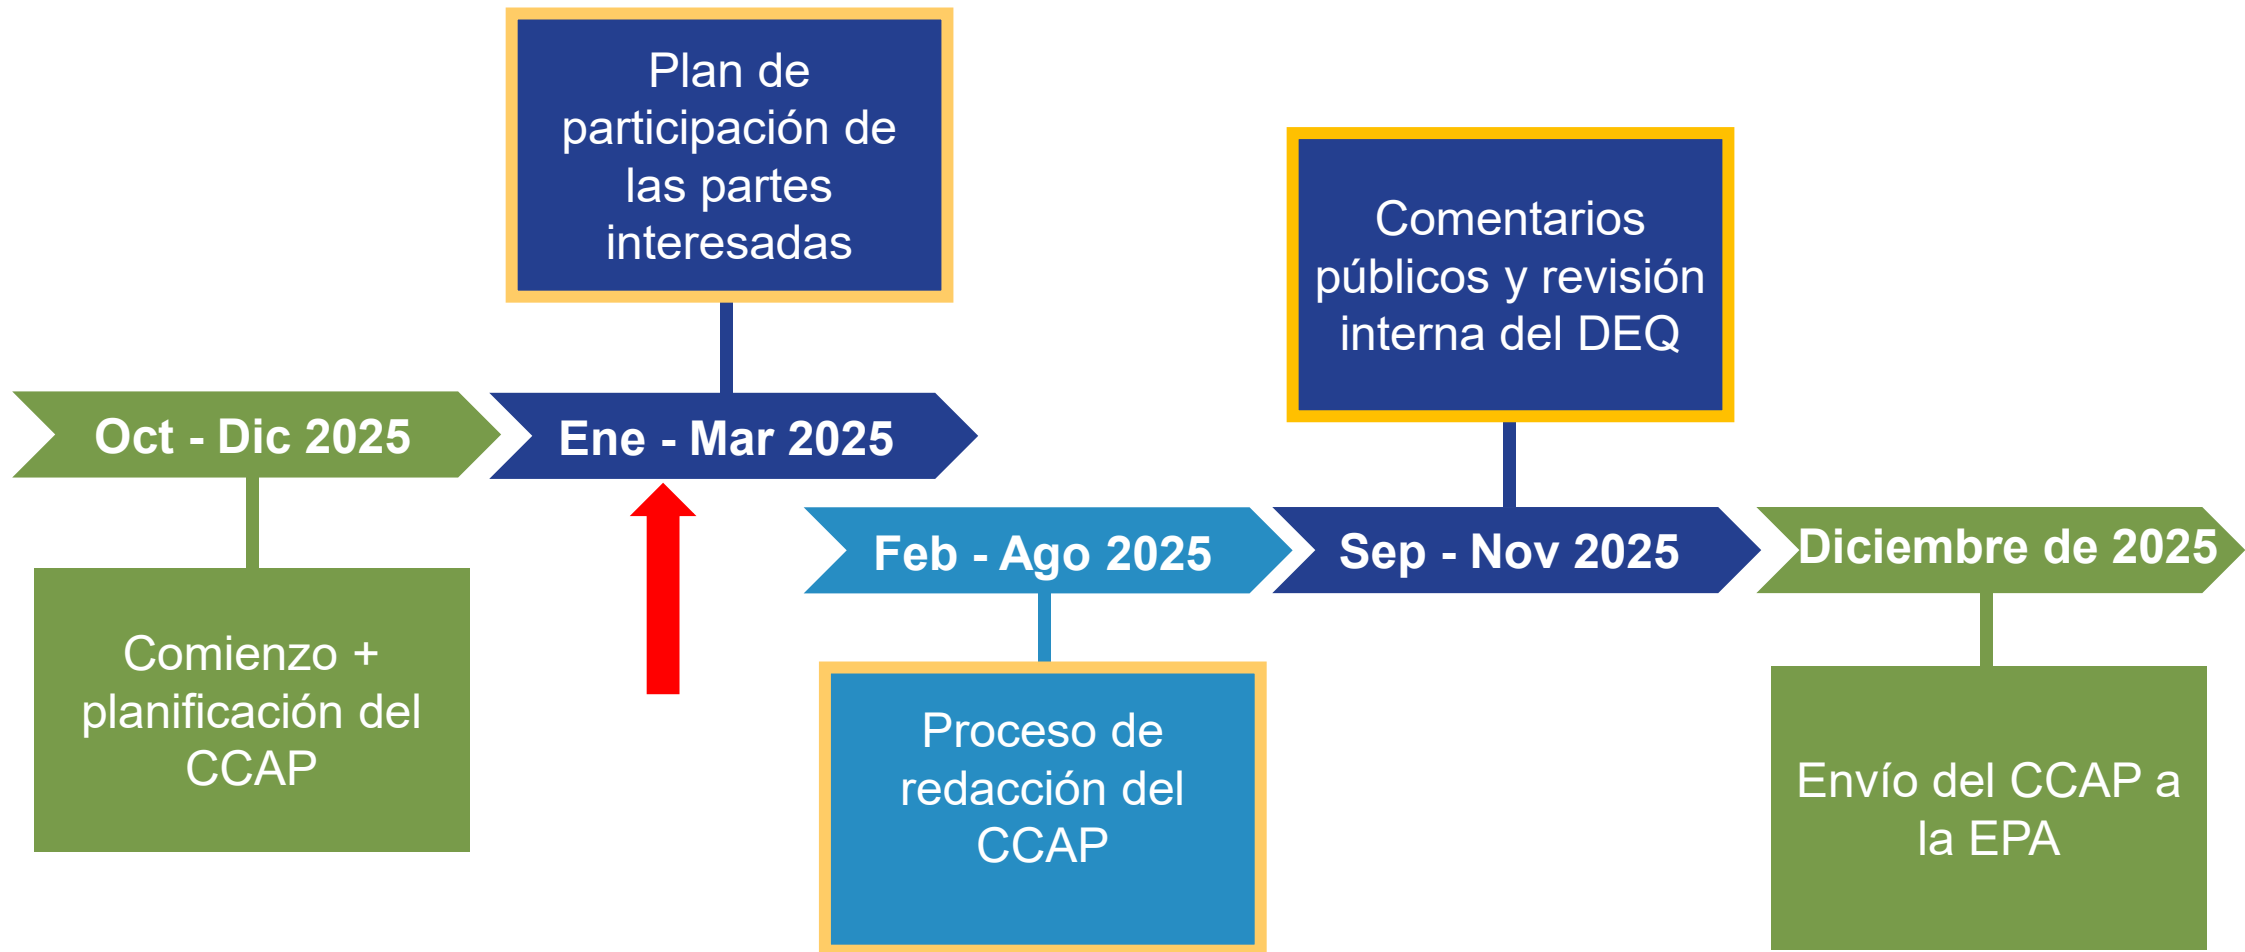 Plan de
participación de
las partes
interesadas
Comentarios
públicos y revisión
interna del DEQ
Oct - Dic 2025
Ene - Mar 2025
Feb - Ago 2025
Sep - Nov 2025
Diciembre de 2025
Comienzo +
planificación del
CCAP
Proceso de
redacción del
CCAP
Envío del CCAP a
la EPA